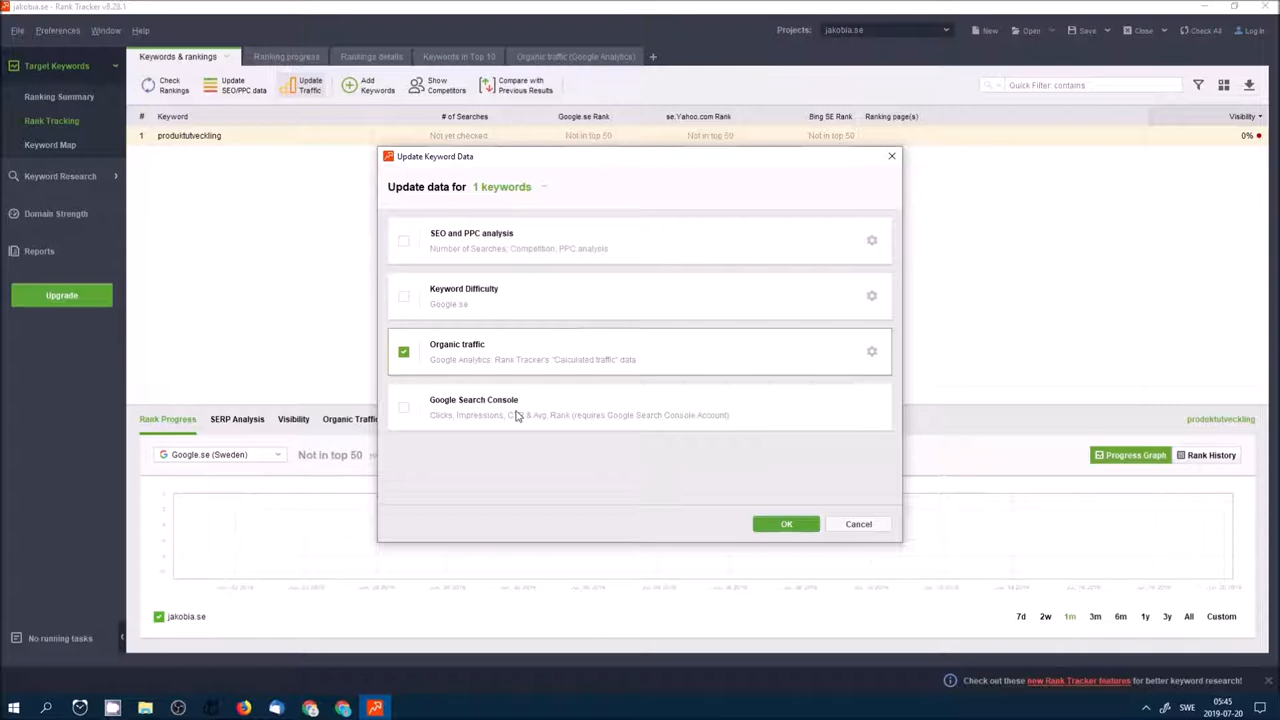 jakobia.se - Rank Tracker v8.28.1
File Preferences Window Help
Projects: jakobia.se New Open Save Close Check All Log In
Target Keywords
Ranking Summary
Rank Tracking
Keyword Map
Keyword Research
Domain Strength
Reports
Upgrade
No running tasks
Keywords & rankings Ranking progress Rankings details Keywords in Top 10 Organic traffic (Google Analytics)
Check Rankings
Update SEO/PPC data
Update Traffic
Add Keywords
Show Competitors
Compare with Previous Results
Quick Filter: contains
# Keyword # of Searches Google.se Rank se.Yahoo.com Rank Bing SE Rank Ranking page(s) Visibility
1 produktutveckling Not yet checked Not in top 50 Not in top 50 Not in top 50 0%
Update Keyword Data
Update data for 1 keywords
SEO and PPC analysis
Number of Searches; Competition, PPC analysis
Keyword Difficulty
Google.se
Organic traffic
Google Analytics: Rank Tracker's "Calculated traffic" data
Google Search Console
Clicks, Impressions, & Avg. Rank (requires Google Search Console Account)
OK Cancel
Rank Progress SERP Analysis Visibility Organic Traffi
produktutveckling
Google.se (Sweden) Not in top 50
Progress Graph Rank History
jakobia.se
7d 2w 1m 3m 6m 1y 3y All Custom
Check out these new Rank Tracker features for better keyword research!
SWE
05:45
2019-07-20